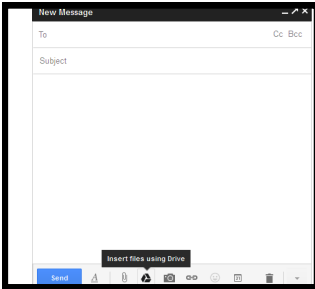 New Message
To Cc Bcc
Subject
Insert files using Drive
Send A